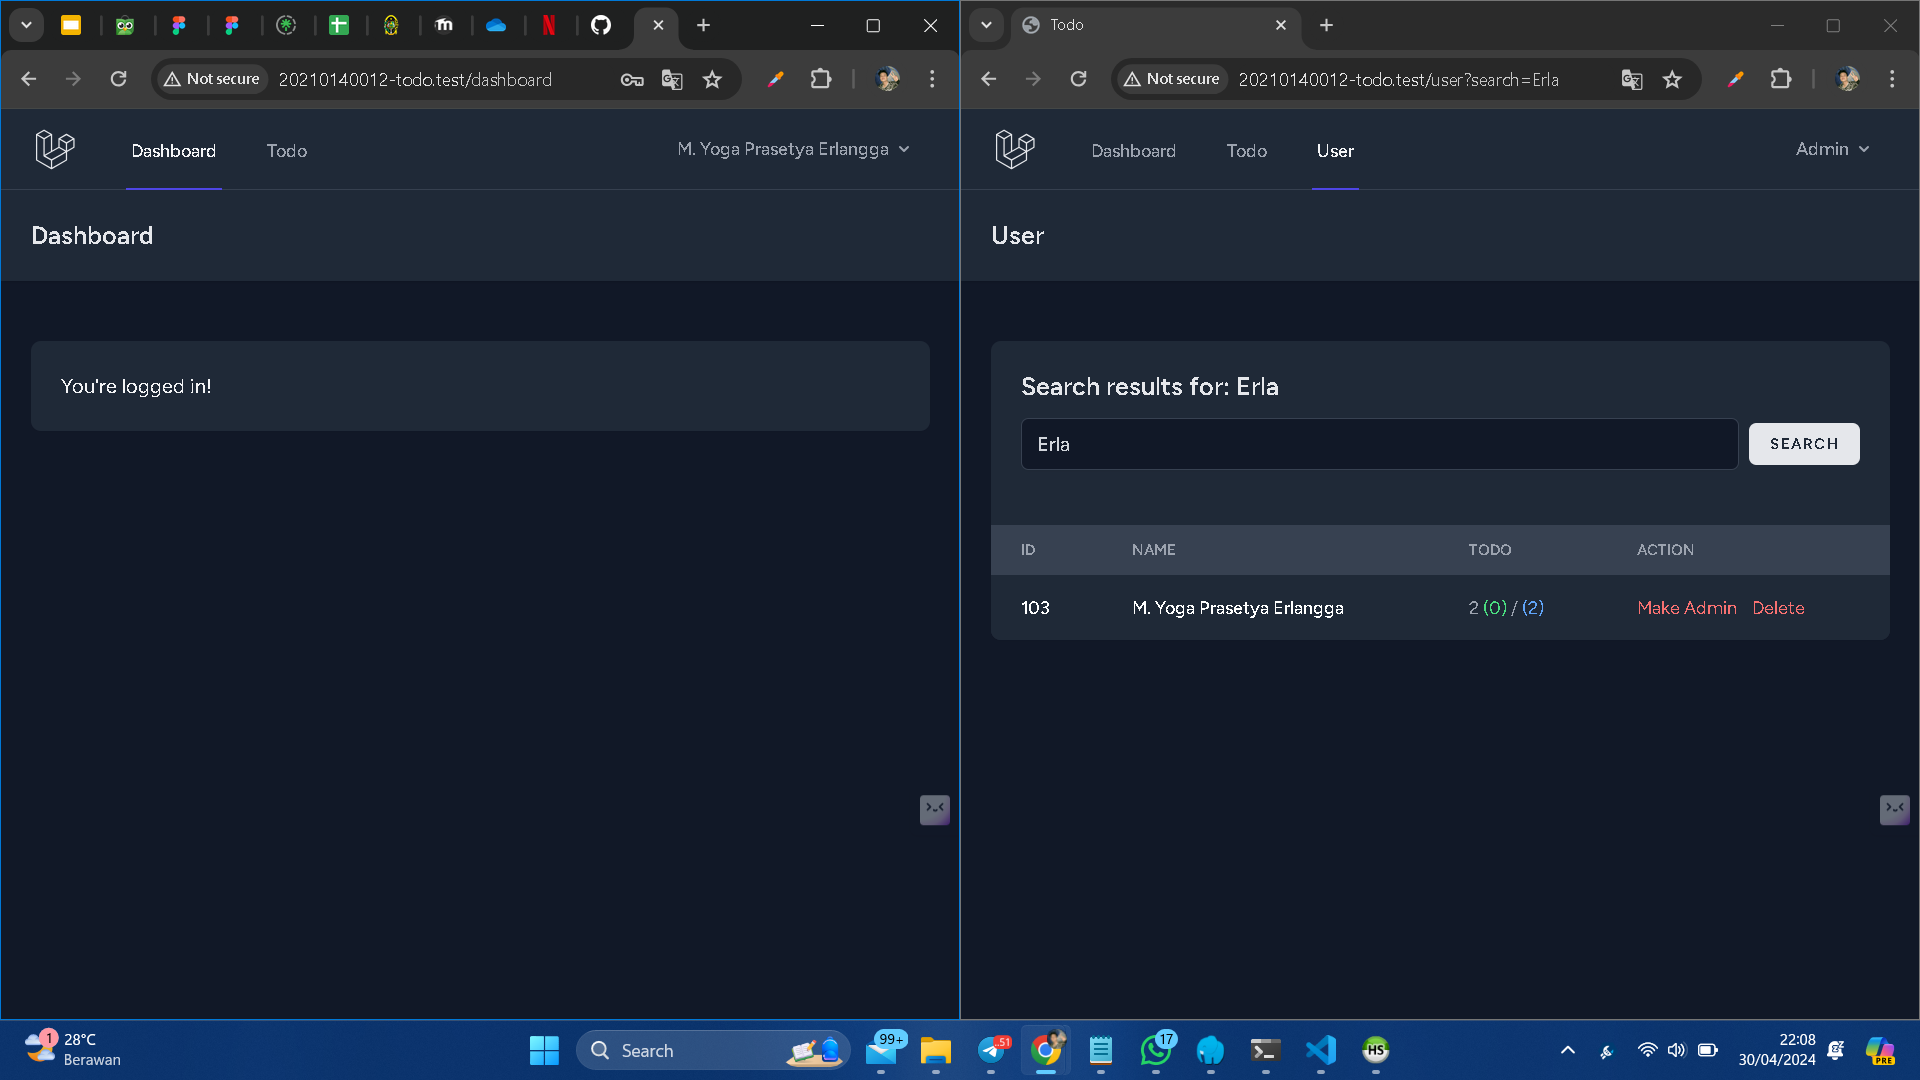 Not secure
20210140012-todo.test/dashboard
Dashboard
Todo
M. Yoga Prasetya Erlangga
Dashboard
You're logged in!
Todo
Not secure
20210140012-todo.test/user?search=Erla
Dashboard
Todo
User
Admin
User
Search results for: Erla
Erla
SEARCH
ID NAME TODO ACTION
103 M. Yoga Prasetya Erlangga 2 (0) / (2) Make Admin Delete
1
28°C
Berawan
Search
99+
51
17
HS
22:08
30/04/2024
PRE